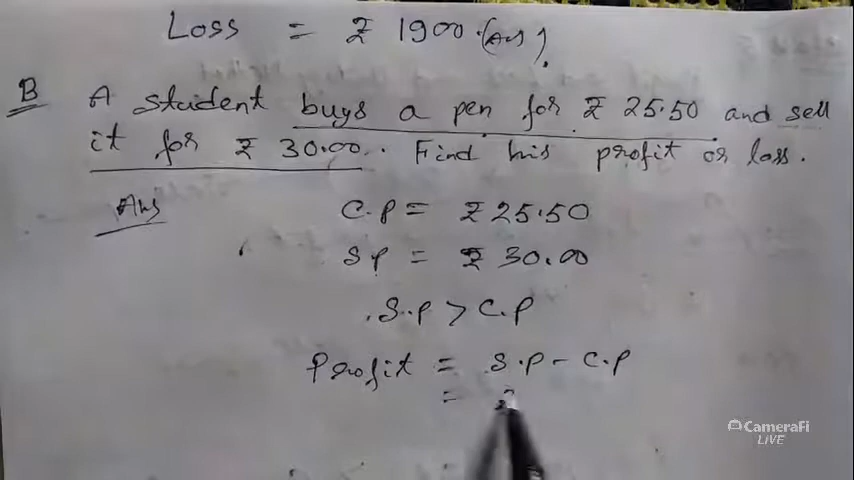 Loss = ₹ 1900.(Ans).
B A student buys a pen for ₹ 25.50 and sell
it for ₹ 30.00. Find his profit or loss.
Ans C.P = ₹25.50
S P = ₹ 30.00
S.P > C.P
Profit = S.P - C.P
=
CameraFi
LIVE